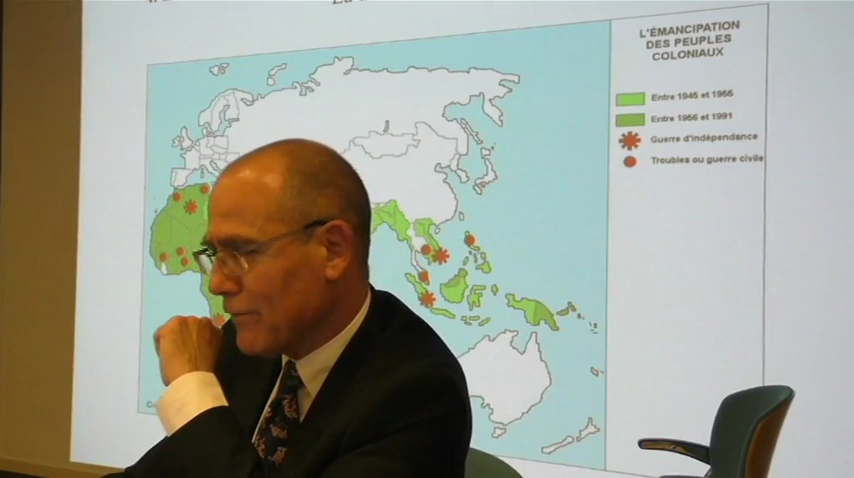 L'ÉMANCIPATION
DES PEUPLES
COLONIAUX
Entre 1945 et 1956
Entre 1956 et 1991
Guerre d'indépendance
Troubles ou guerre civile